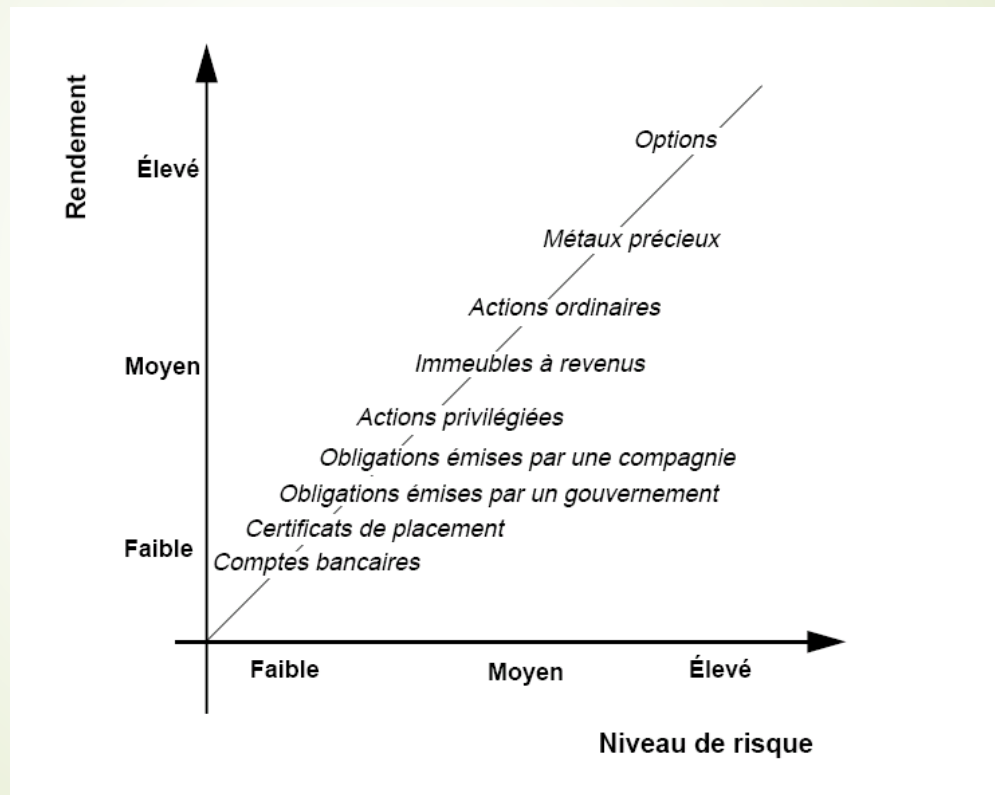 Rendement
Élevé
Moyen
Faible
Options
Métaux précieux
Actions ordinaires
Immeubles à revenus
Actions privilégiées
Obligations émises par une compagnie
Obligations émises par un gouvernement
Certificats de placement
Comptes bancaires
Faible
Moyen
Élevé
Niveau de risque